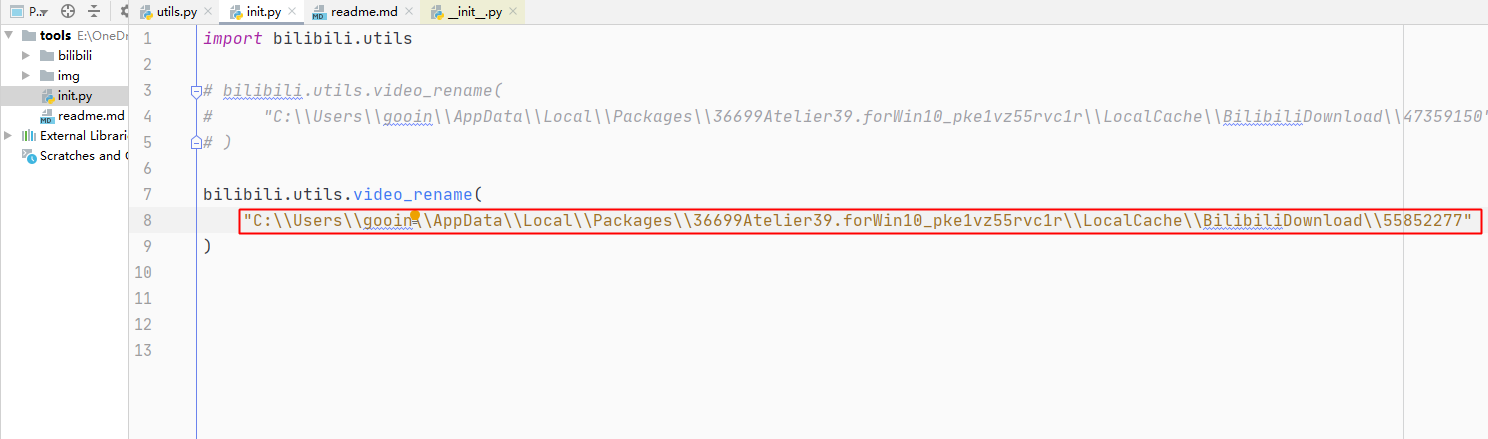 P..
utils.py
init.py
readme.md
__init__.py
tools E:\OneDr
bilibili
img
init.py
readme.md
External Librari
Scratches and C
1 import bilibili.utils
2
3 # bilibili.utils.video_rename(
4 #     "C:\\Users\\gooin\\AppData\\Local\\Packages\\36699Atelier39.forWin10_pke1vz55rvc1r\\LocalCache\\BilibiliDownload\\47359150"
5 # )
6
7 bilibili.utils.video_rename(
8     "C:\\Users\\gooin\\AppData\\Local\\Packages\\36699Atelier39.forWin10_pke1vz55rvc1r\\LocalCache\\BilibiliDownload\\55852277"
9 )
10
11
12
13